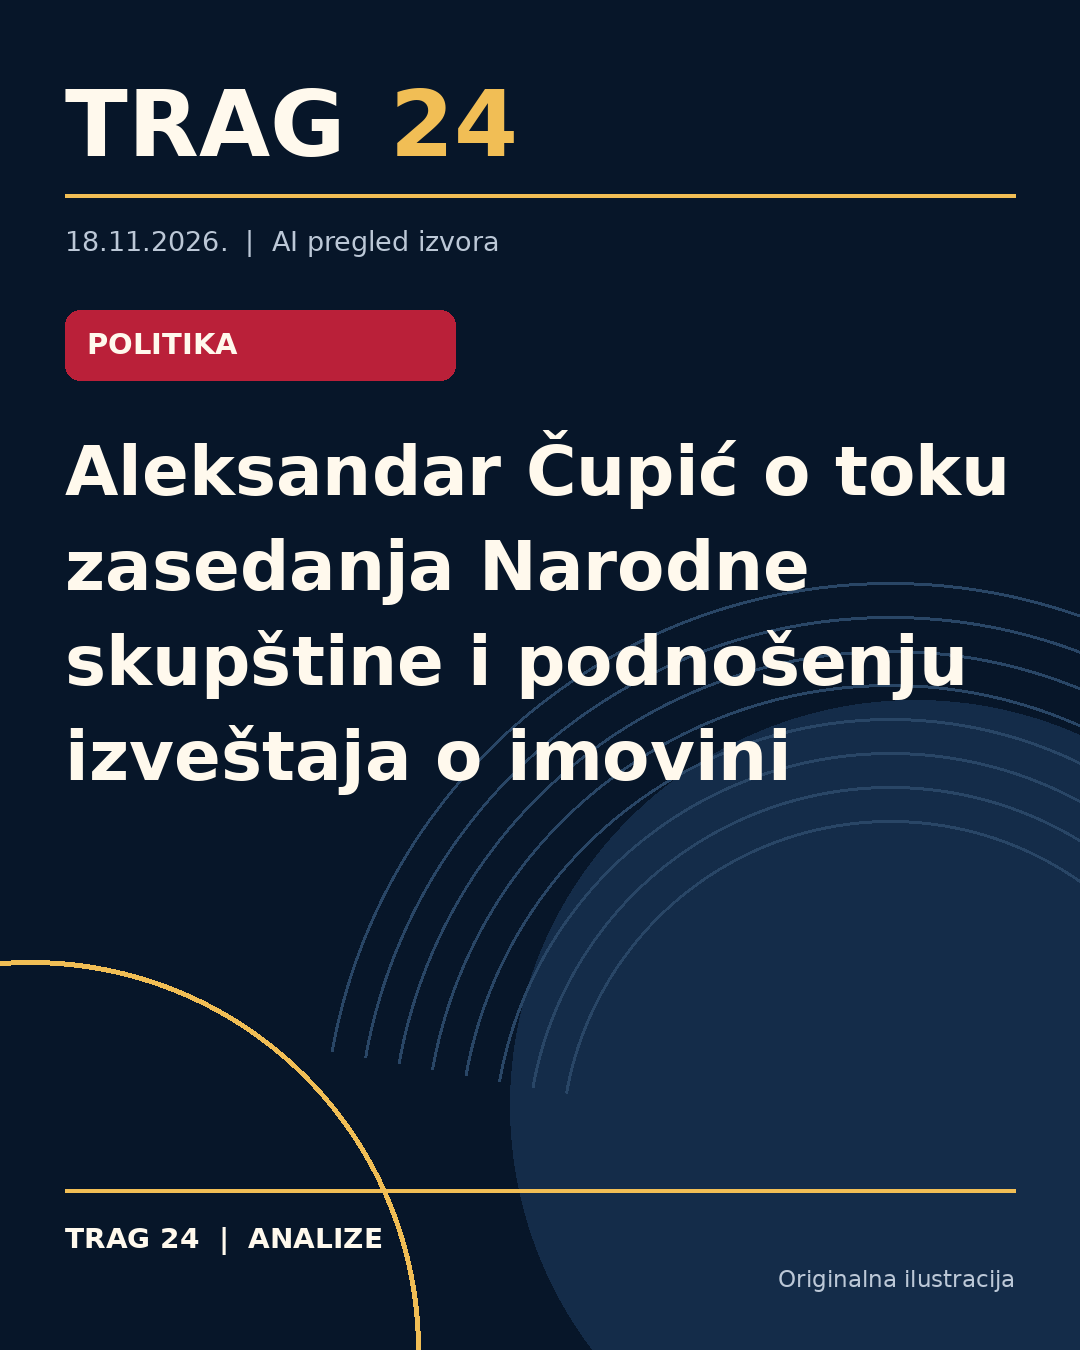 TRAG 24
18.11.2026. | AI pregled izvora
POLITIKA
Aleksandar Čupić o toku
zasedanja Narodne
skupštine i podnošenju
izveštaja o imovini
TRAG 24 | ANALIZE
Originalna ilustracija